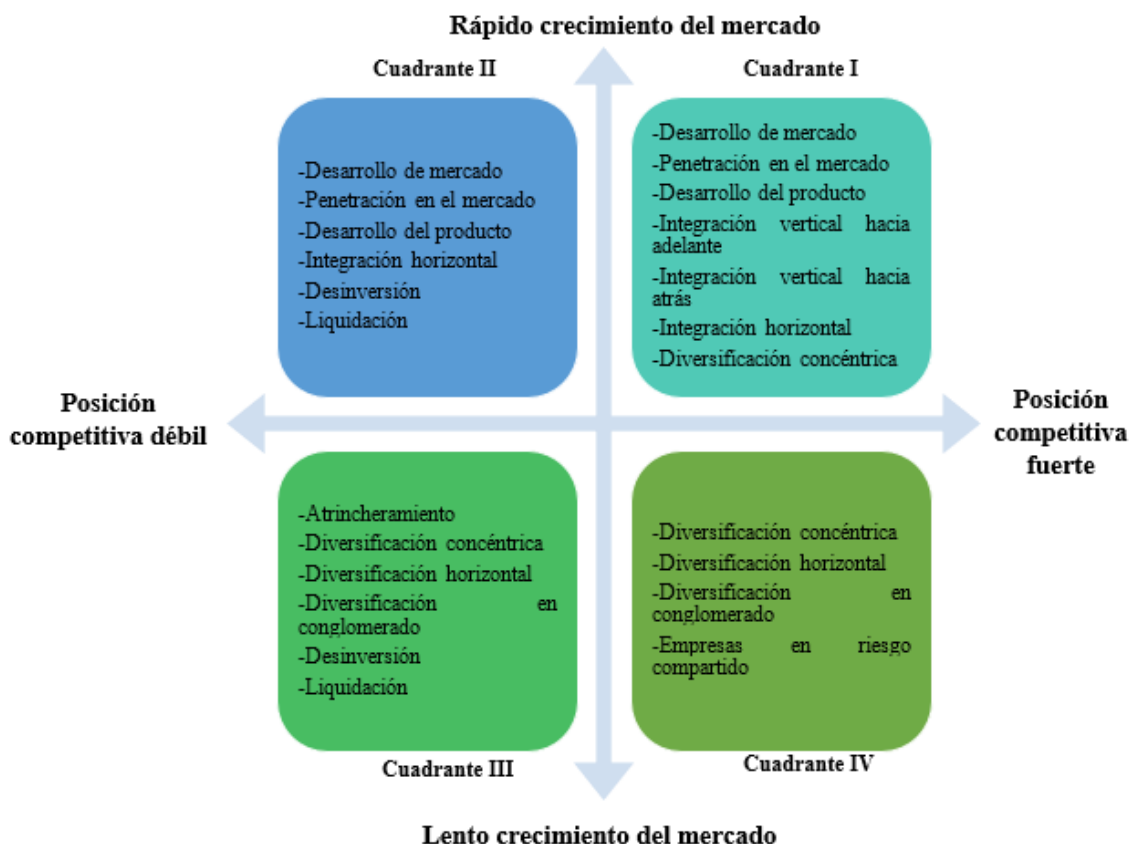 Rápido crecimiento del mercado
Cuadrante II
Cuadrante I
-Desarrollo de mercado
-Penetración en el mercado
-Desarrollo del producto
-Integración horizontal
-Desinversión
-Liquidación
-Desarrollo de mercado
-Penetración en el mercado
-Desarrollo del producto
-Integración vertical hacia
adelante
-Integración vertical hacia
atrás
-Integración horizontal
-Diversificación concéntrica
Posición
competitiva débil
Posición
competitiva
fuerte
-Atrincheramiento
-Diversificación concéntrica
-Diversificación horizontal
-Diversificación en
conglomerado
-Desinversión
-Liquidación
-Diversificación concéntrica
-Diversificación horizontal
-Diversificación en
conglomerado
-Empresas en riesgo
compartido
Cuadrante III
Cuadrante IV
Lento crecimiento del mercado